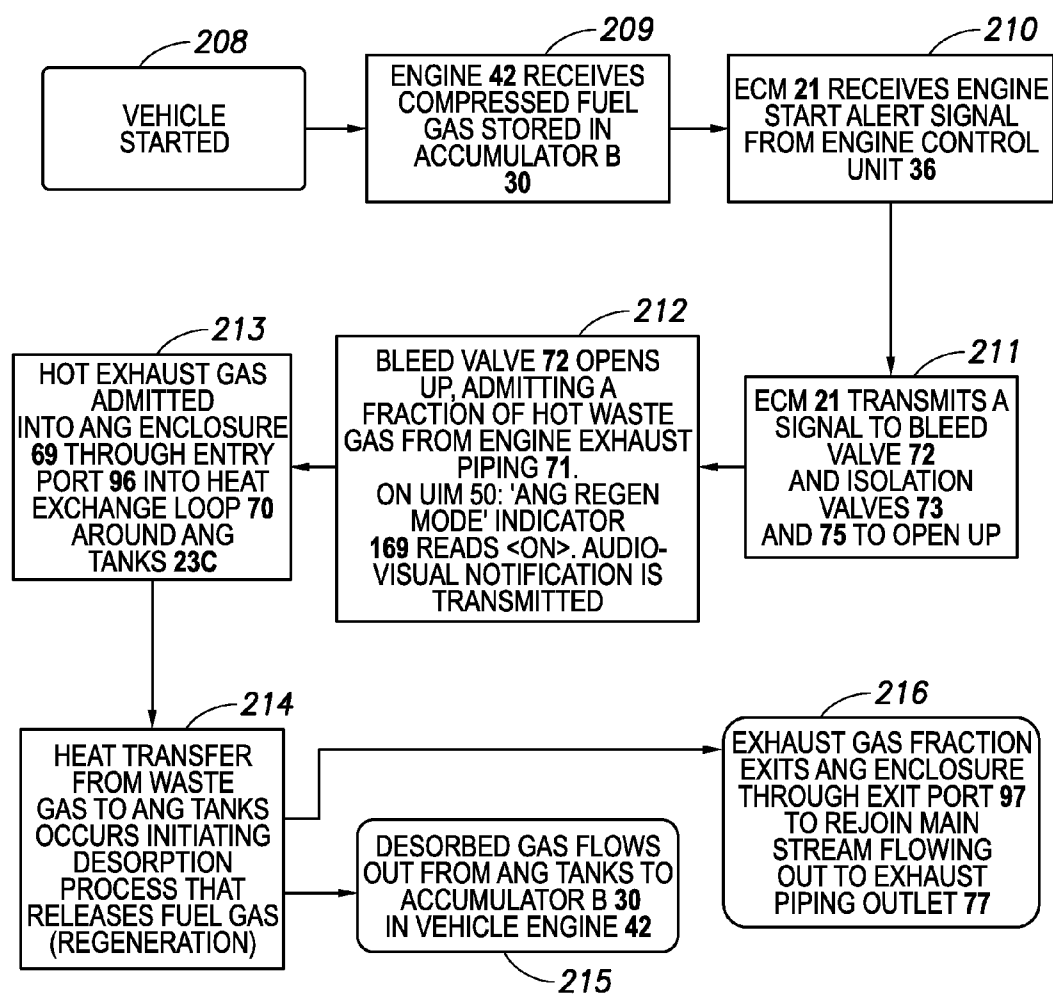 208
VEHICLE
STARTED
209
ENGINE 42 RECEIVES
COMPRESSED FUEL
GAS STORED IN
ACCUMULATOR B
30
210
ECM 21 RECEIVES ENGINE
START ALERT SIGNAL
FROM ENGINE CONTROL
UNIT 36
211
ECM 21 TRANSMITS A
SIGNAL TO BLEED
VALVE 72
AND ISOLATION
VALVES 73
AND 75 TO OPEN UP
212
BLEED VALVE 72 OPENS
UP, ADMITTING A
FRACTION OF HOT WASTE
GAS FROM ENGINE EXHAUST
PIPING 71.
ON UIM 50: 'ANG REGEN
MODE' INDICATOR
169 READS <ON>. AUDIO-
VISUAL NOTIFICATION IS
TRANSMITTED
213
HOT EXHAUST GAS
ADMITTED
INTO ANG ENCLOSURE
69 THROUGH ENTRY
PORT 96 INTO HEAT
EXCHANGE LOOP 70
AROUND ANG
TANKS 23C
214
HEAT TRANSFER
FROM WASTE
GAS TO ANG TANKS
OCCURS INITIATING
DESORPTION
PROCESS THAT
RELEASES FUEL GAS
(REGENERATION)
DESORBED GAS FLOWS
OUT FROM ANG TANKS TO
ACCUMULATOR B 30
IN VEHICLE ENGINE 42
215
216
EXHAUST GAS FRACTION
EXITS ANG ENCLOSURE
THROUGH EXIT PORT 97
TO REJOIN MAIN
STREAM FLOWING
OUT TO EXHAUST
PIPING OUTLET 77